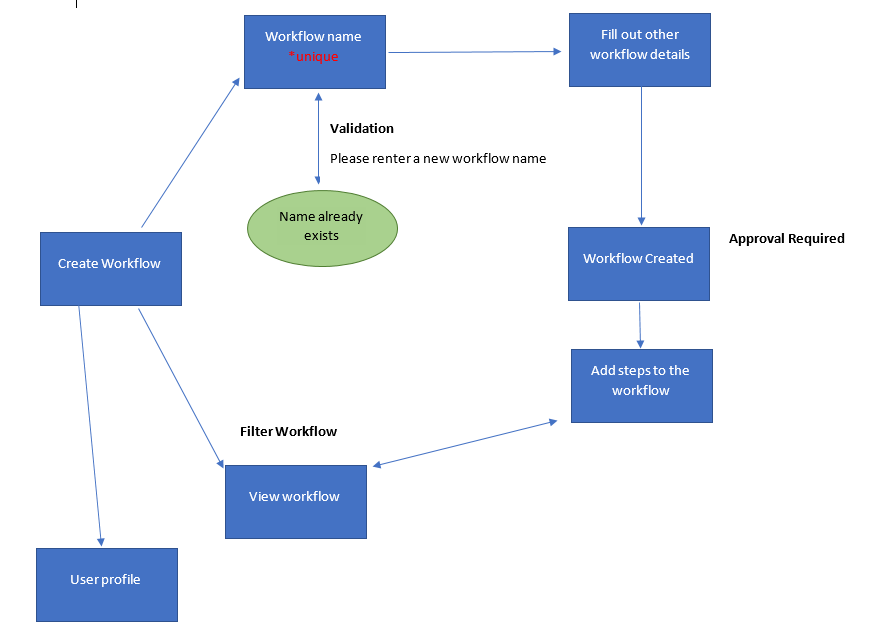 Workflow name
*unique
Fill out other
workflow details
Validation
Please renter a new workflow name
Name already
exists
Create Workflow
Workflow Created
Approval Required
Add steps to the
workflow
Filter Workflow
View workflow
User profile